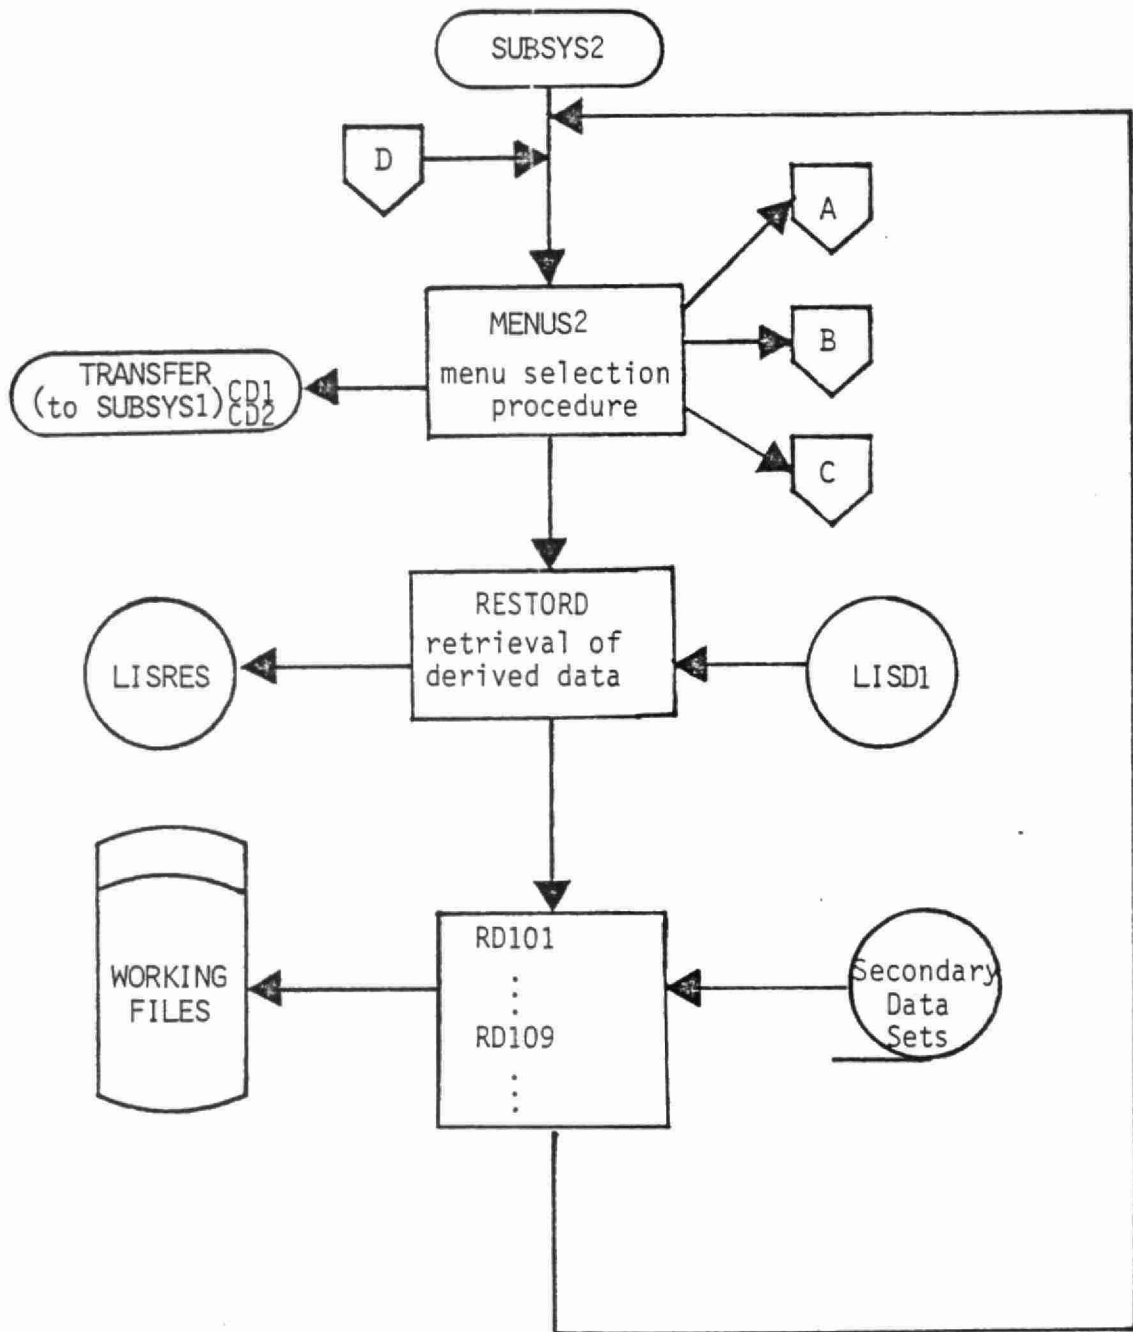 SUBSYS2
D
A
MENUS2
menu selection
procedure
B
TRANSFER
(to SUBSYS1) CD1
CD2
C
RESTORD
retrieval of
derived data
LISRES
LISD1
RD101
.
.
.
RD109
.
.
.
WORKING
FILES
Secondary
Data
Sets